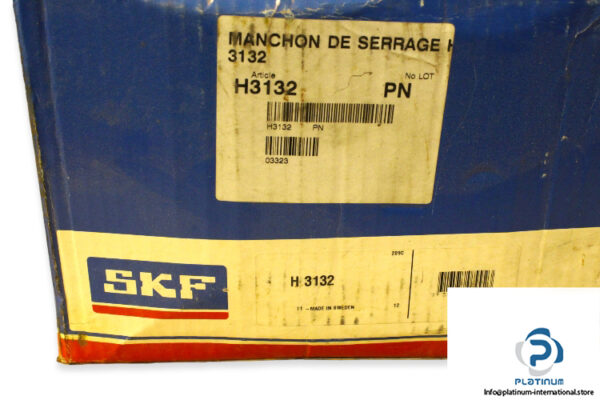 MANCHON DE SERRAGE H
3132
Article No LOT
H3132 PN
H3132 PN
03323
SKF
H 3132
MADE IN SWEDEN 12
PLATINUM
Info@platinum-international.store